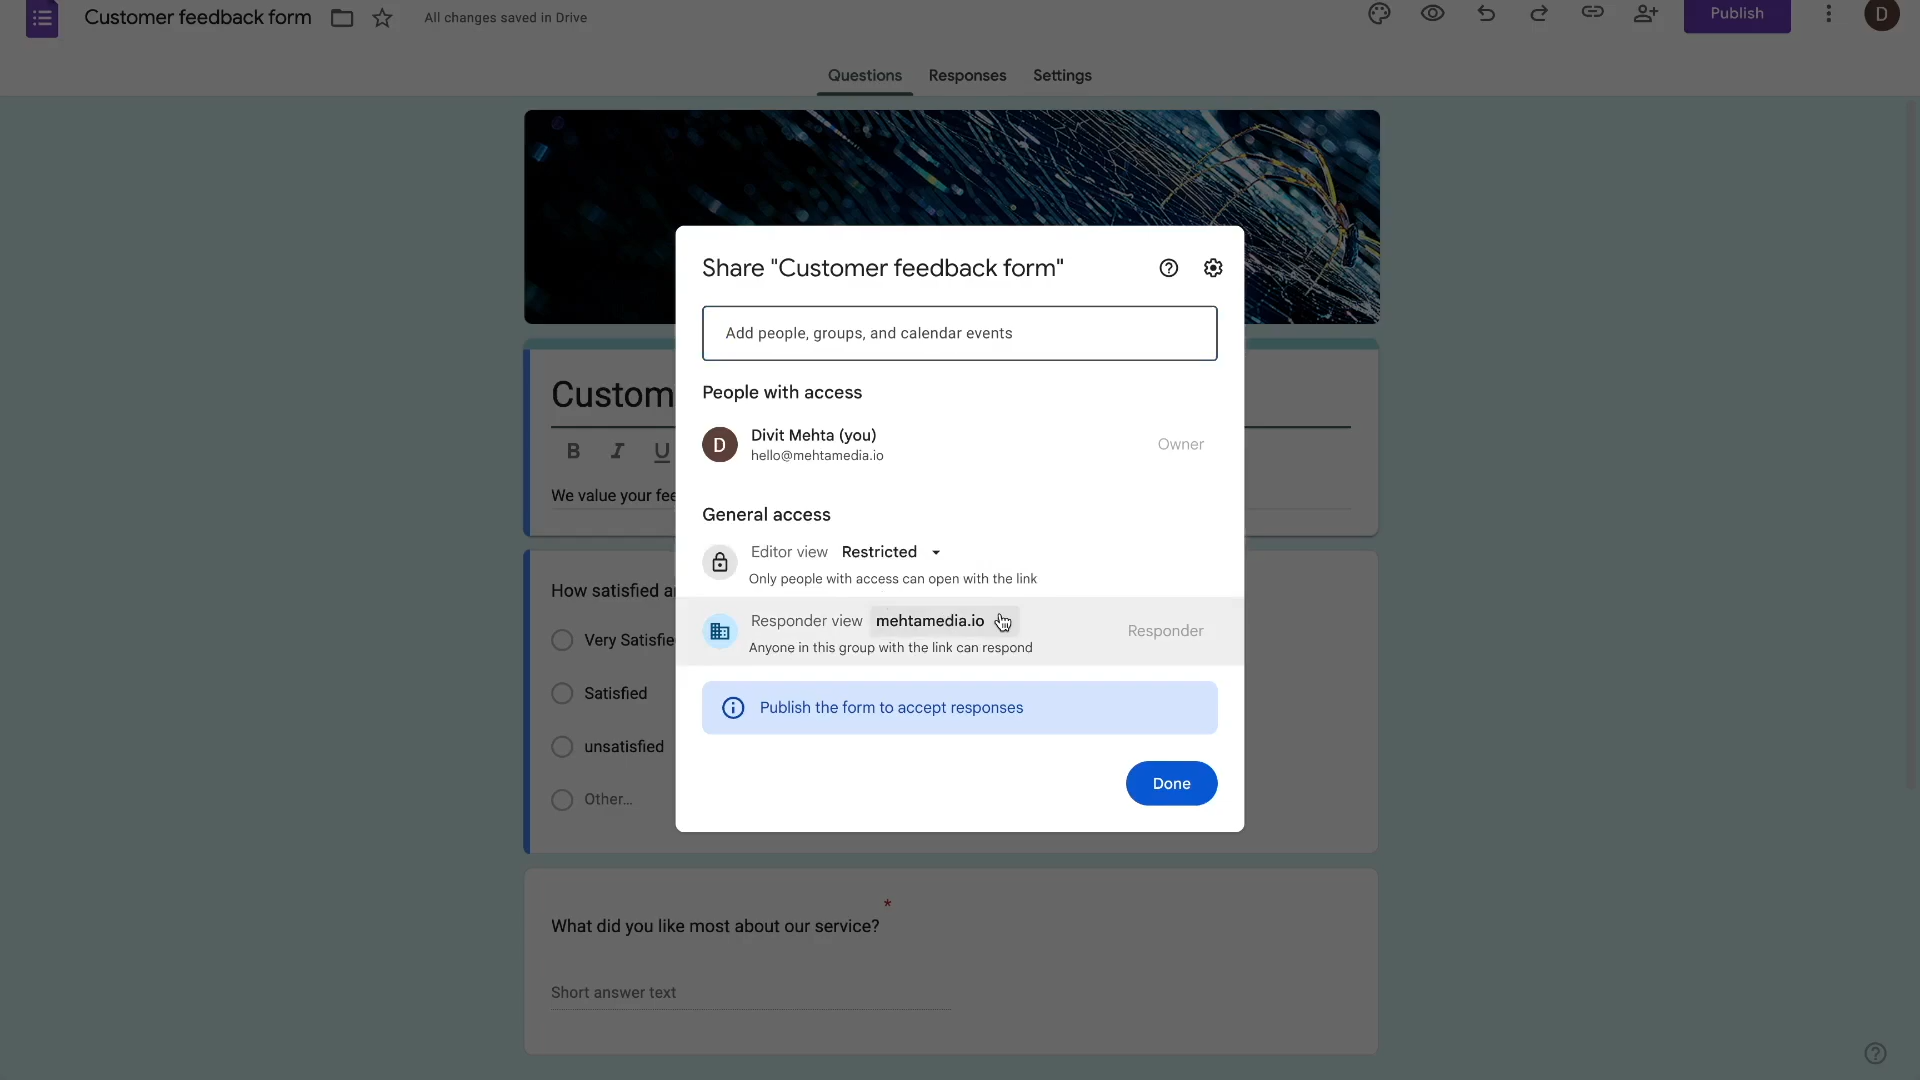 Customer feedback form
All changes saved in Drive
Publish
D
Questions Responses Settings
Share "Customer feedback form"
Add people, groups, and calendar events
People with access
D
Divit Mehta (you)
hello@mehtamedia.io
Owner
General access
Editor view Restricted
Only people with access can open with the link
Responder view mehtamedia.io
Anyone in this group with the link can respond
Responder
Publish the form to accept responses
Done
Custom
B I U
We value your fee
How satisfied a
Very Satisfie
Satisfied
unsatisfied
Other...
What did you like most about our service? *
Short answer text